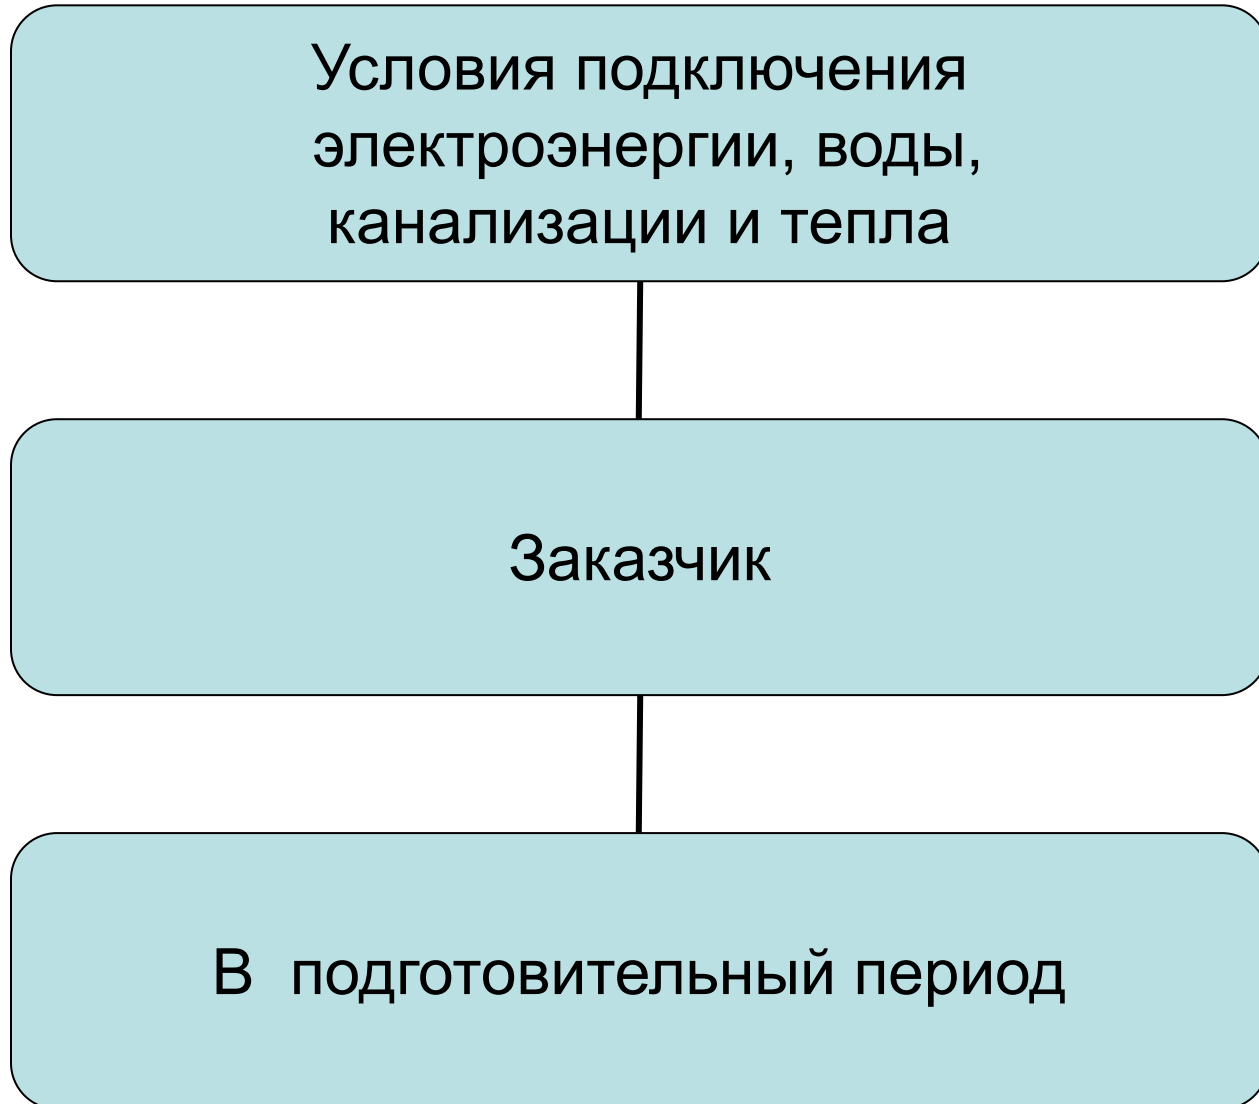 Условия подключения
электроэнергии, воды,
канализации и тепла
Заказчик
В  подготовительный период